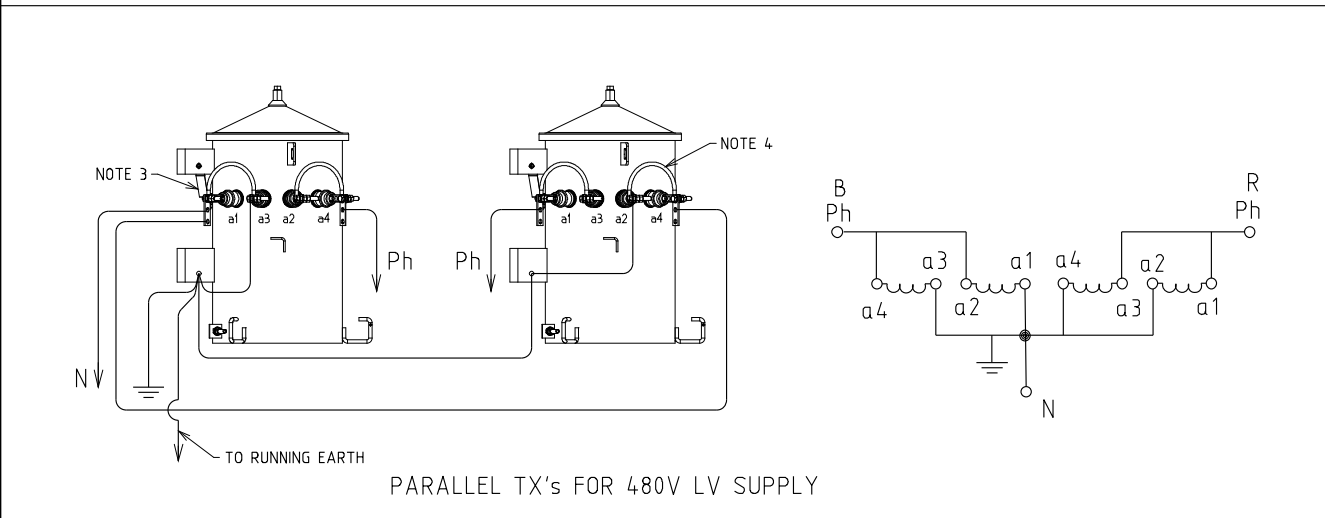 NOTE 3
NOTE 4
a1 a3 a2 a4
a1 a3 a2 a4
Ph
Ph
N
TO RUNNING EARTH
B
Ph
R
Ph
a3 a1 a4 a2
a4 a2 a3 a1
N
PARALLEL TX's FOR 480V LV SUPPLY